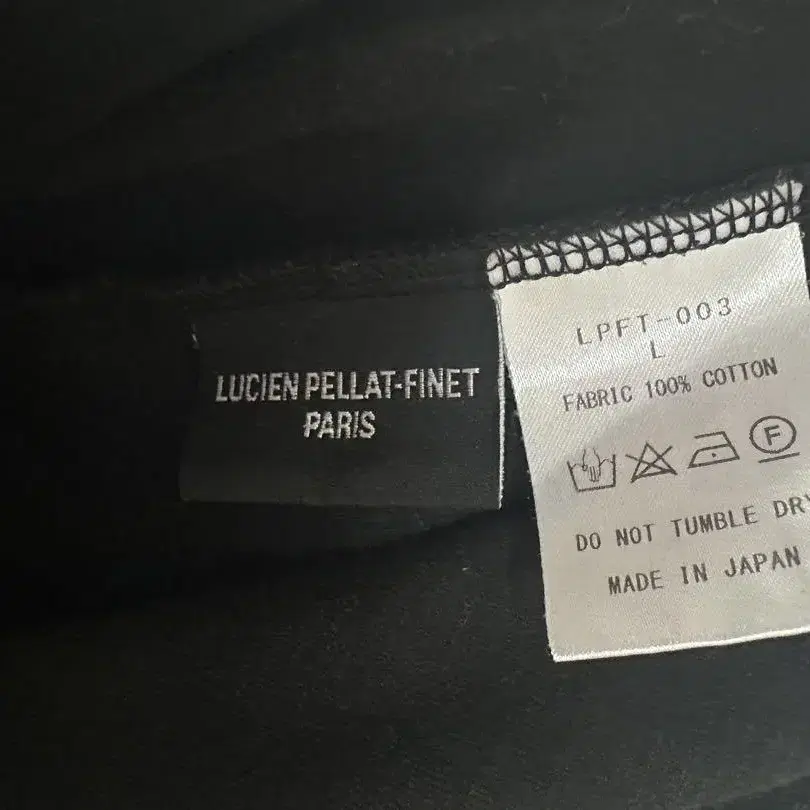 LUCIEN PELLAT-FINET
PARIS
LPFT-003
L
FABRIC 100% COTTON
F
DO NOT TUMBLE DRY
MADE IN JAPAN